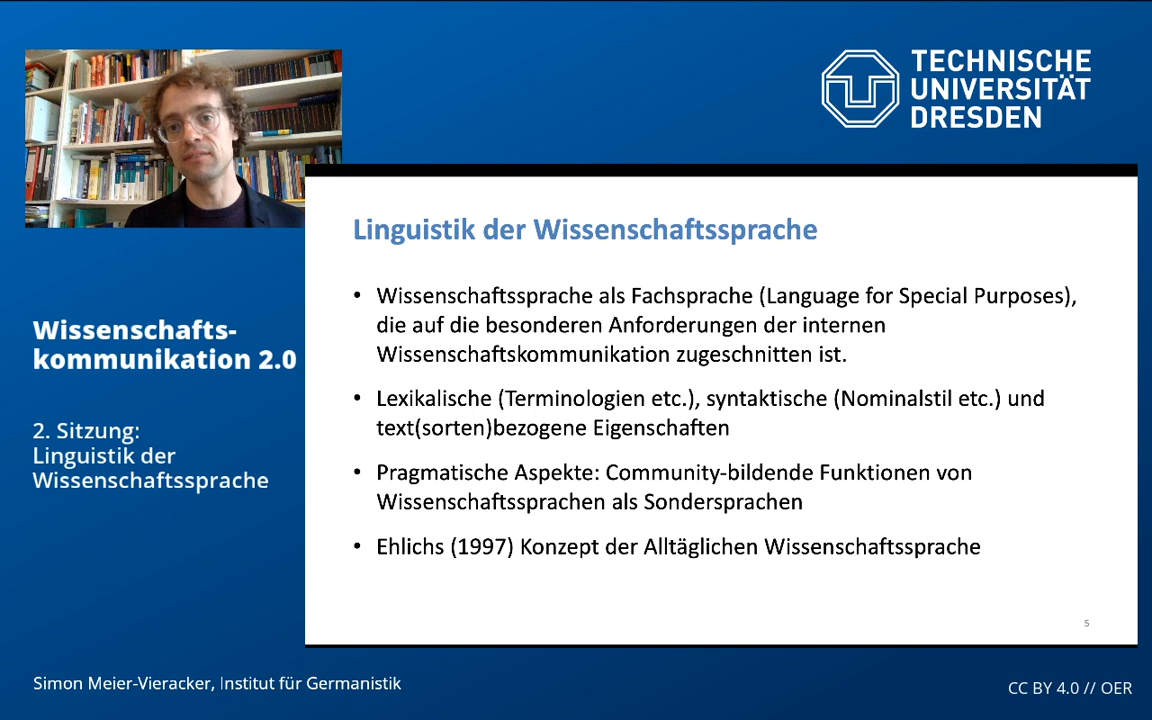 TECHNISCHE
UNIVERSITÄT
DRESDEN
Linguistik der Wissenschaftssprache
• Wissenschaftssprache als Fachsprache (Language for Special Purposes),
die auf die besonderen Anforderungen der internen
Wissenschaftskommunikation zugeschnitten ist.
• Lexikalische (Terminologien etc.), syntaktische (Nominalstil etc.) und
text(sorten)bezogene Eigenschaften
• Pragmatische Aspekte: Community-bildende Funktionen von
Wissenschaftssprachen als Sondersprachen
• Ehlichs (1997) Konzept der Alltäglichen Wissenschaftssprache
5
Wissenschafts-
kommunikation 2.0
2. Sitzung:
Linguistik der
Wissenschaftssprache
Simon Meier-Vieracker, Institut für Germanistik
CC BY 4.0 // OER